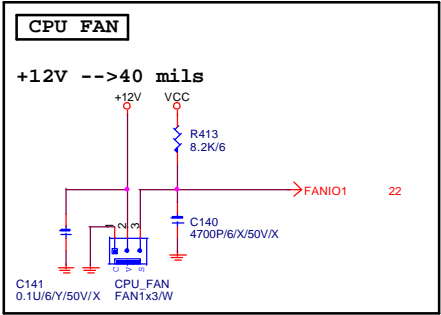 CPU FAN
+12V -->40 mils
+12V
VCC
R413
8.2K/6
FANIO1 22
1 2 3
C140
4700P/6/X/50V/X
C V S
C141
0.1U/6/Y/50V/X
CPU_FAN
FAN1x3/W